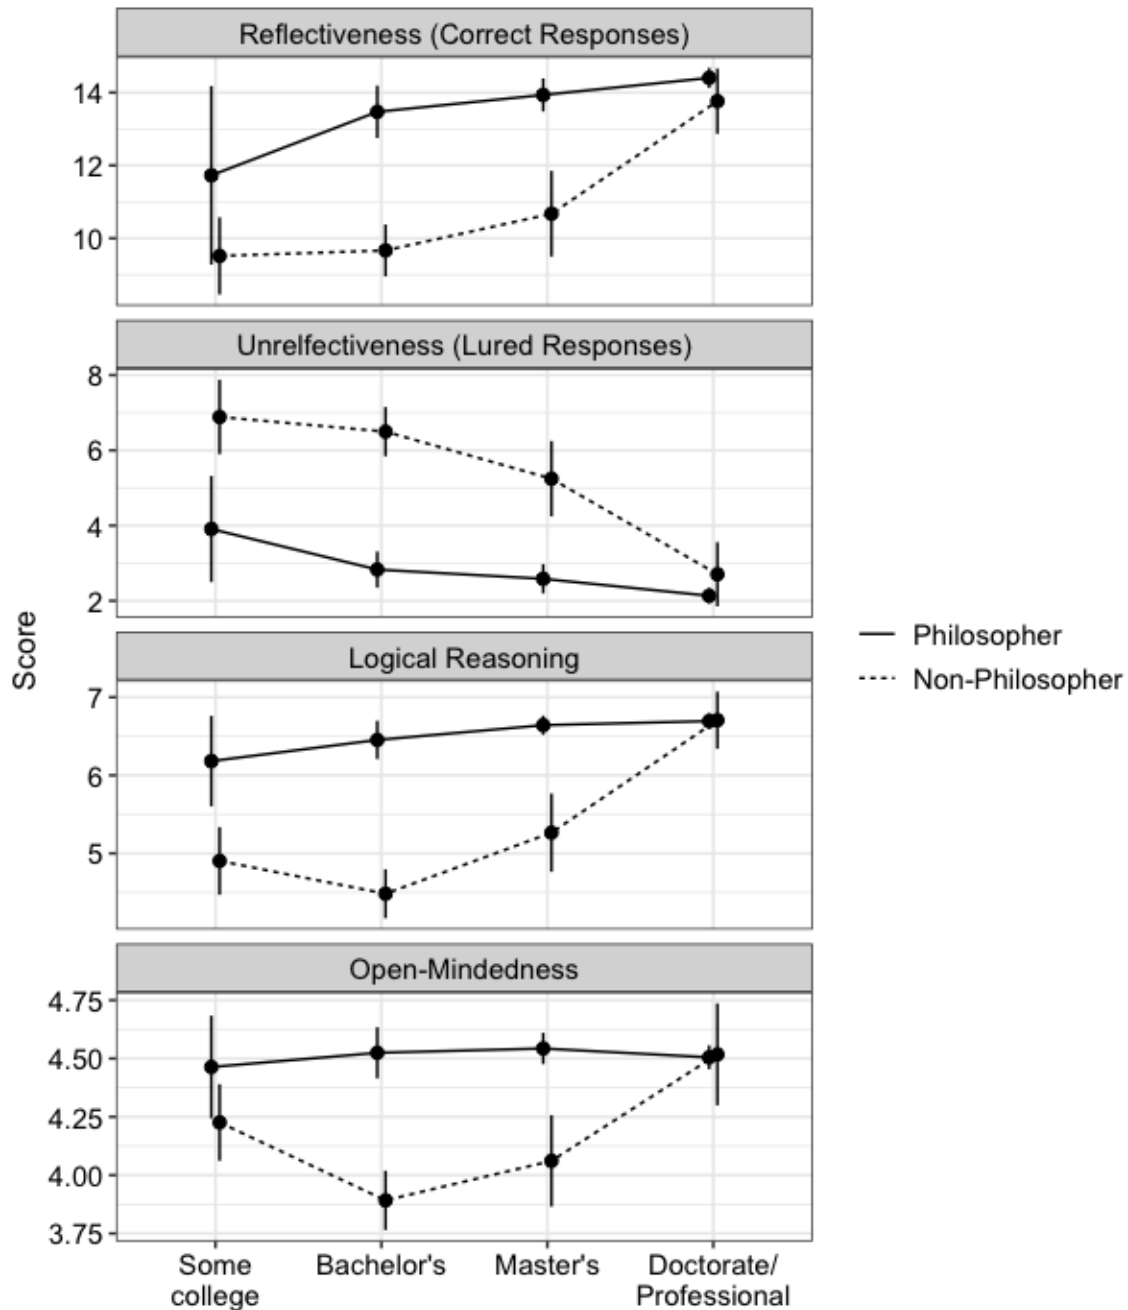 Reflectiveness (Correct Responses)
14
12
10
Unrelfectiveness (Lured Responses)
8
6
4
2
Score
Philosopher
Non-Philosopher
Logical Reasoning
7
6
5
Open-Mindedness
4.75
4.50
4.25
4.00
3.75
Some
college
Bachelor's
Master's
Doctorate/
Professional